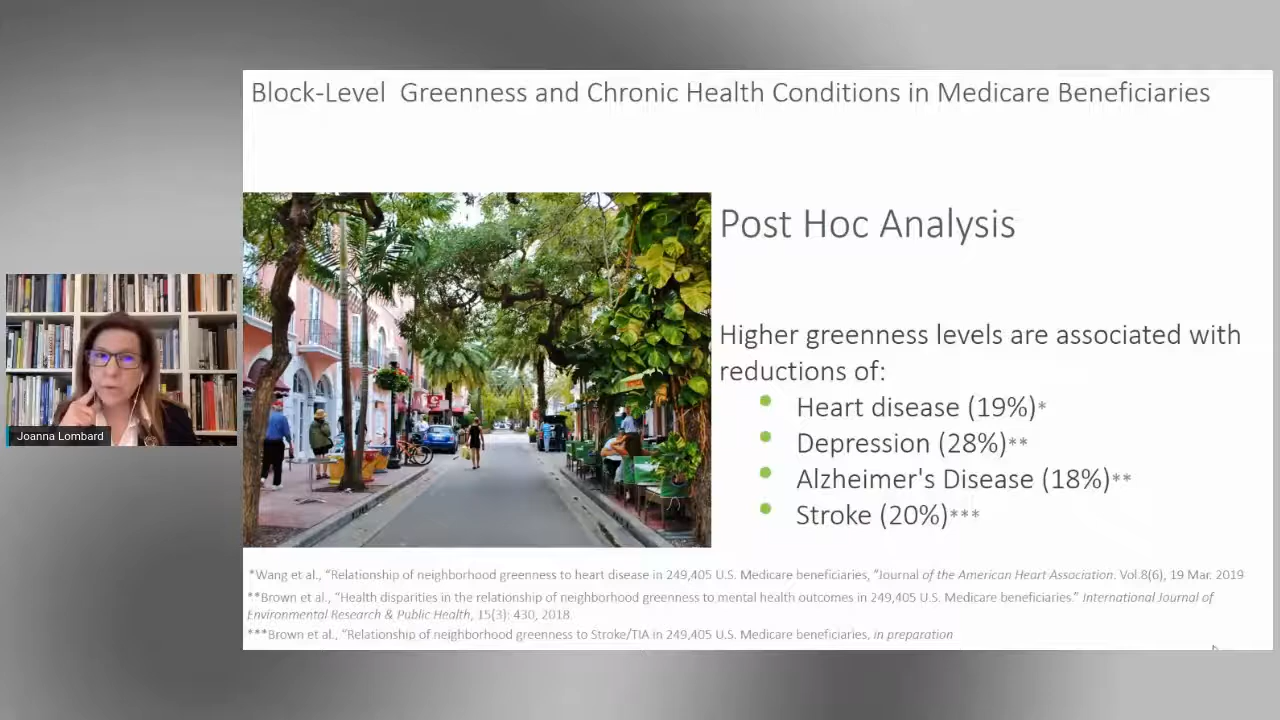 Block-Level Greenness and Chronic Health Conditions in Medicare Beneficiaries
Post Hoc Analysis
Higher greenness levels are associated with
reductions of:
Heart disease (19%)*
Depression (28%)**
Alzheimer's Disease (18%)**
Stroke (20%)***
Joanna Lombard
*Wang et al., “Relationship of neighborhood greenness to heart disease in 249,405 U.S. Medicare beneficiaries, “Journal of the American Heart Association. Vol.8(6), 19 Mar. 2019
**Brown et al., “Health disparities in the relationship of neighborhood greenness to mental health outcomes in 249,405 U.S. Medicare beneficiaries.” International Journal of
Environmental Research & Public Health, 15(3): 430, 2018.
***Brown et al., “Relationship of neighborhood greenness to Stroke/TIA in 249,405 U.S. Medicare beneficiaries, in preparation